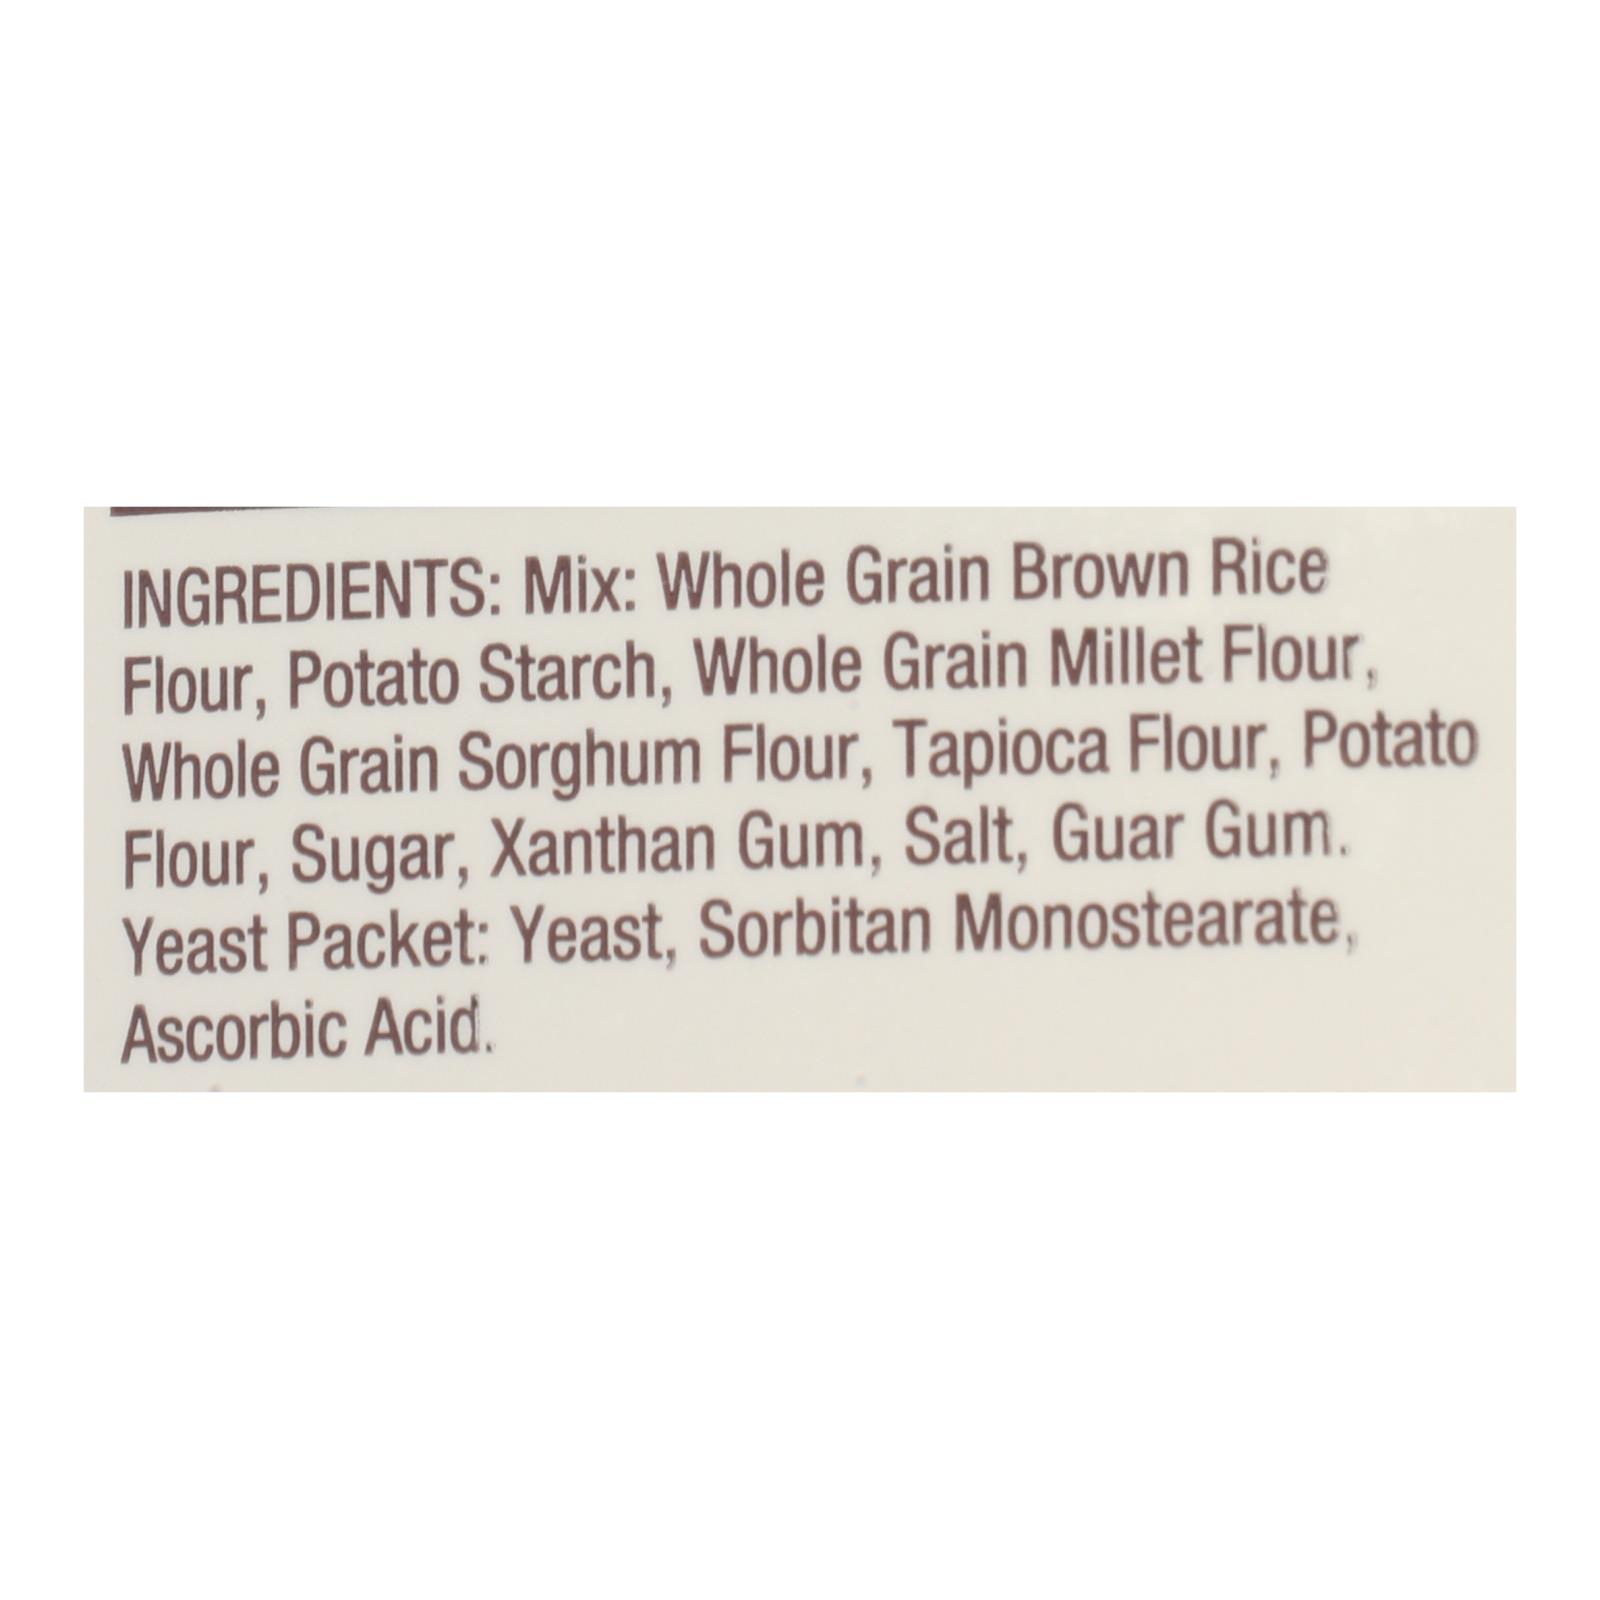 INGREDIENTS: Mix: Whole Grain Brown Rice
Flour, Potato Starch, Whole Grain Millet Flour,
Whole Grain Sorghum Flour, Tapioca Flour, Potato
Flour, Sugar, Xanthan Gum, Salt, Guar Gum.
Yeast Packet: Yeast, Sorbitan Monostearate,
Ascorbic Acid.